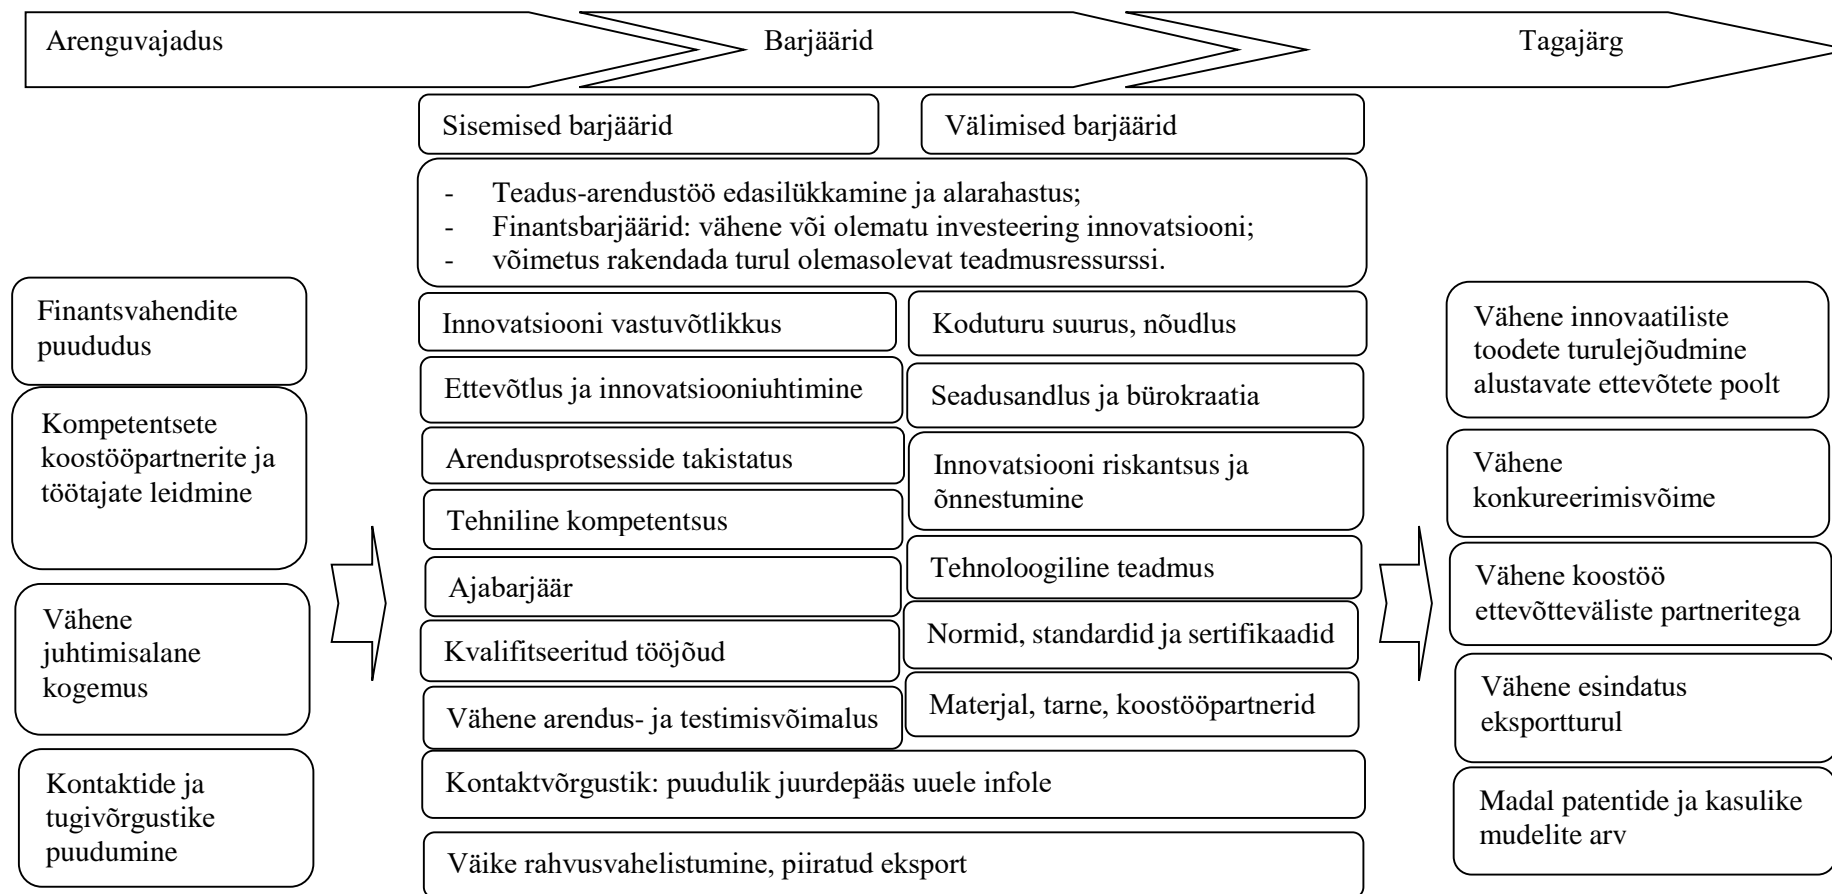 Arenguvajadus
Barjäärid
Tagajärg
Sisemised barjäärid
Välimised barjäärid
- Teadus-arendustöö edasilükkamine ja alarahastus;
- Finantsbarjäärid: vähene või olematu investeering innovatsiooni;
- võimetus rakendada turul olemasolevat teadmusressurssi.
Finantsvahendite
puududus
Kompetentsete
koostööpartnerite ja
töötajate leidmine
Vähene
juhtimisalane
kogemus
Kontaktide ja
tugivõrgustike
puudumine
Innovatsiooni vastuvõtlikkus
Ettevõtlus ja innovatsiooniuhtimine
Arendusprotsesside takistatus
Tehniline kompetentsus
Ajabarjäär
Kvalifitseeritud tööjõud
Vähene arendus- ja testimisvõimalus
Koduturu suurus, nõudlus
Seadusandlus ja bürokraatia
Innovatsiooni riskantsus ja
õnnestumine
Tehnoloogiline teadmus
Normid, standardid ja sertifikaadid
Materjal, tarne, koostööpartnerid
Kontaktvõrgustik: puudulik juurdepääs uuele infole
Väike rahvusvahelistumine, piiratud eksport
Vähene innovaatiliste
toodete turulejõudmine
alustavate ettevõtete poolt
Vähene
konkureerimisvõime
Vähene koostöö
ettevõtteväliste partneritega
Vähene esindatus
eksportturul
Madal patentide ja kasulike
mudelite arv